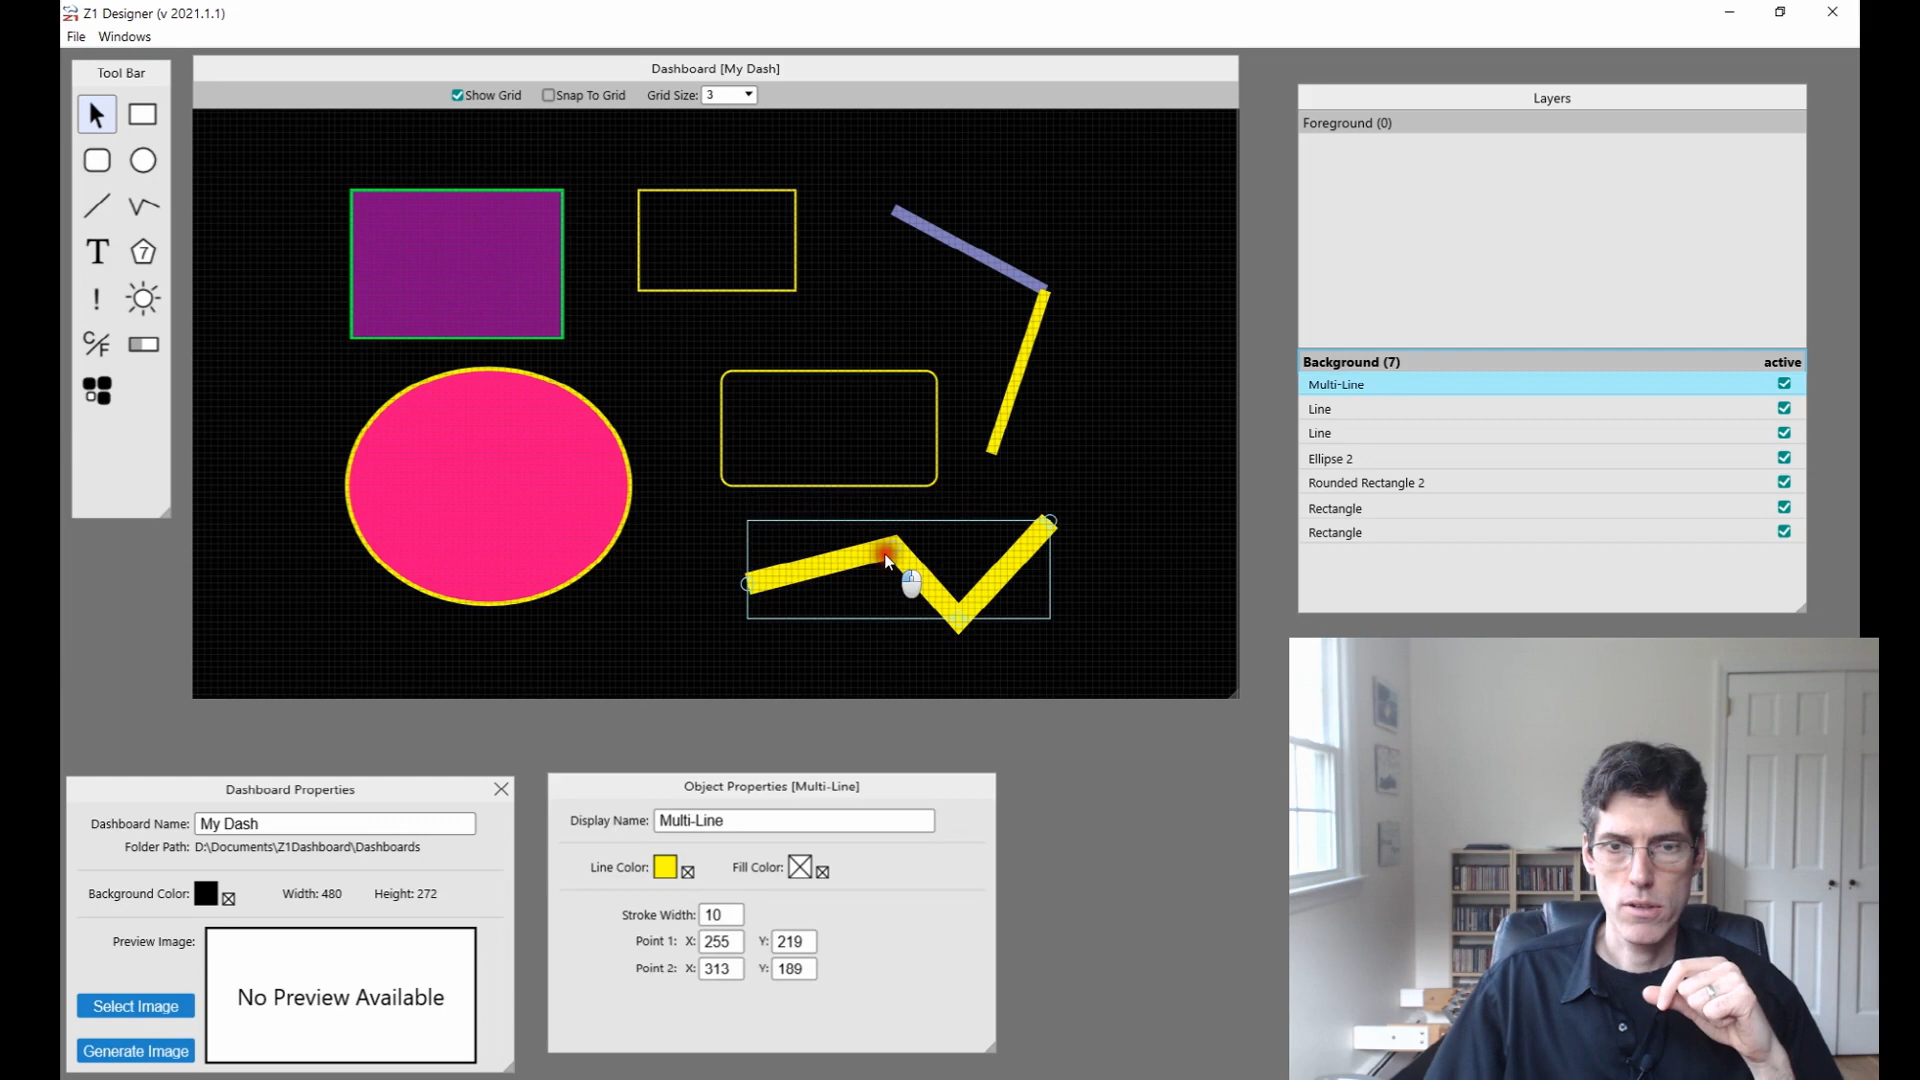 Z1 Designer (v 2021.1.1)
File Windows
Tool Bar
T 7
! 
C/F
Dashboard [My Dash]
Show Grid Snap To Grid Grid Size: 3
Layers
Foreground (0)
Background (7) active
Multi-Line
Line
Line
Ellipse 2
Rounded Rectangle 2
Rectangle
Rectangle
Dashboard Properties
Dashboard Name: My Dash
Folder Path: D:\Documents\Z1Dashboard\Dashboards
Background Color: Width: 480 Height: 272
Preview Image:
No Preview Available
Select Image
Generate Image
Object Properties [Multi-Line]
Display Name: Multi-Line
Line Color: Fill Color:
Stroke Width: 10
Point 1: X: 255 Y: 219
Point 2: X: 313 Y: 189